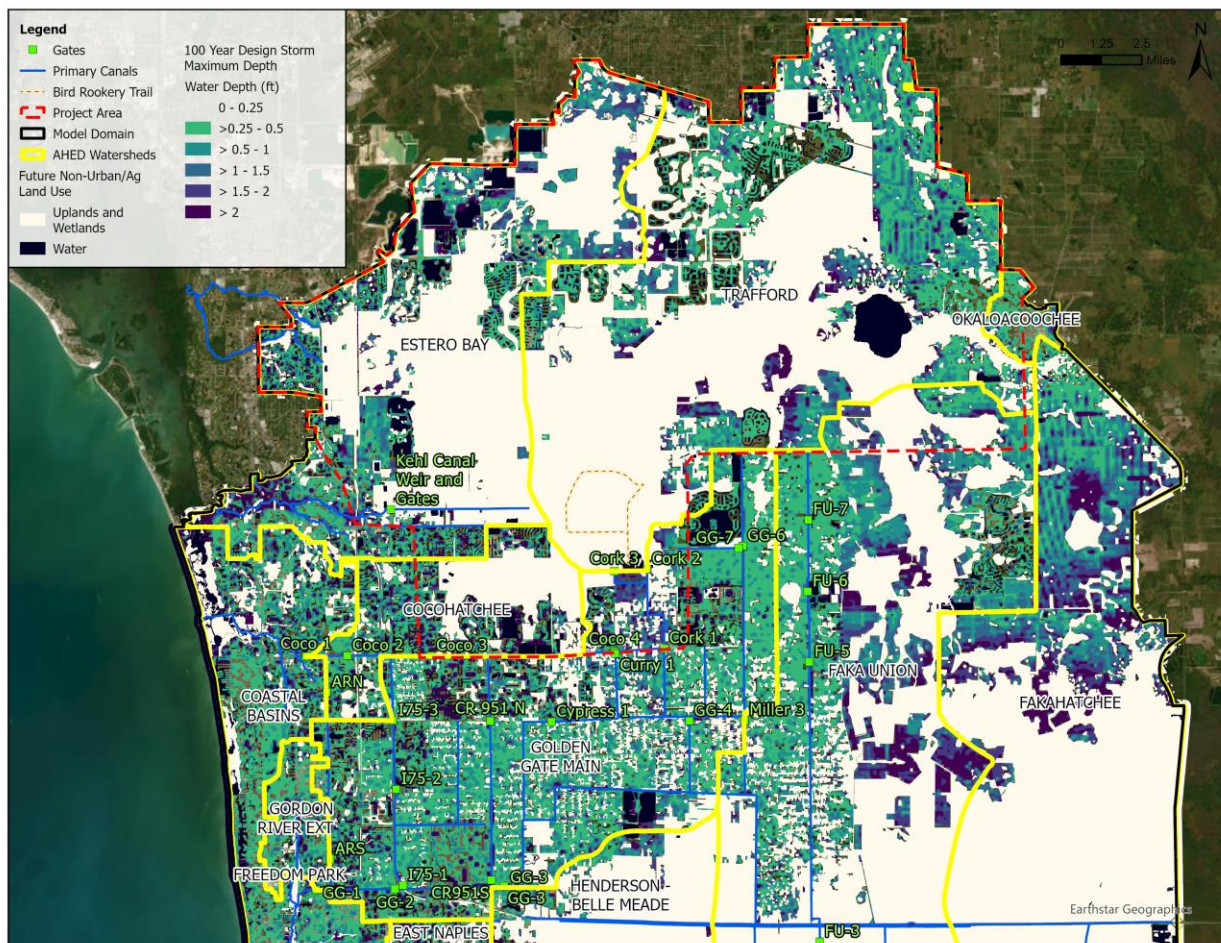 Legend
Gates
Primary Canals
Bird Rookery Trail
Project Area
Model Domain
AHED Watersheds
Future Non-Urban/Ag
Land Use
Uplands and
Wetlands
Water
100 Year Design Storm
Maximum Depth
Water Depth (ft)
0 - 0.25
>0.25 - 0.5
>0.5 - 1
> 1 - 1.5
> 1.5 - 2
> 2
N
0 1.25 2.5
Miles
TRAFFORD
OKALOACOOCHEE
ESTERO BAY
Kehl Canal
Weir and
Gates
FU-7
GG-7 GG-6
Cork 3 Cork 2
FU-6
COCOHATCHEE
Coco 1 Coco 2 Coco 3 Coco 4 Cork 1
Curry 1
FU-5
FAKA UNION
ARN
COASTAL
BASINS
I75-3 CR 951 N Cypress 1 GG-4 Miller 3
FAKAHATCHEE
GOLDEN
GATE MAIN
I75-2
GORDON
RIVER EXT
ARS
FREEDOM PARK
I75-1
GG-3
GG-1 GG-2 CR951S GG-3
HENDERSON -
BELLE MEADE
EAST NAPLES
FU-3
Earthstar Geographics